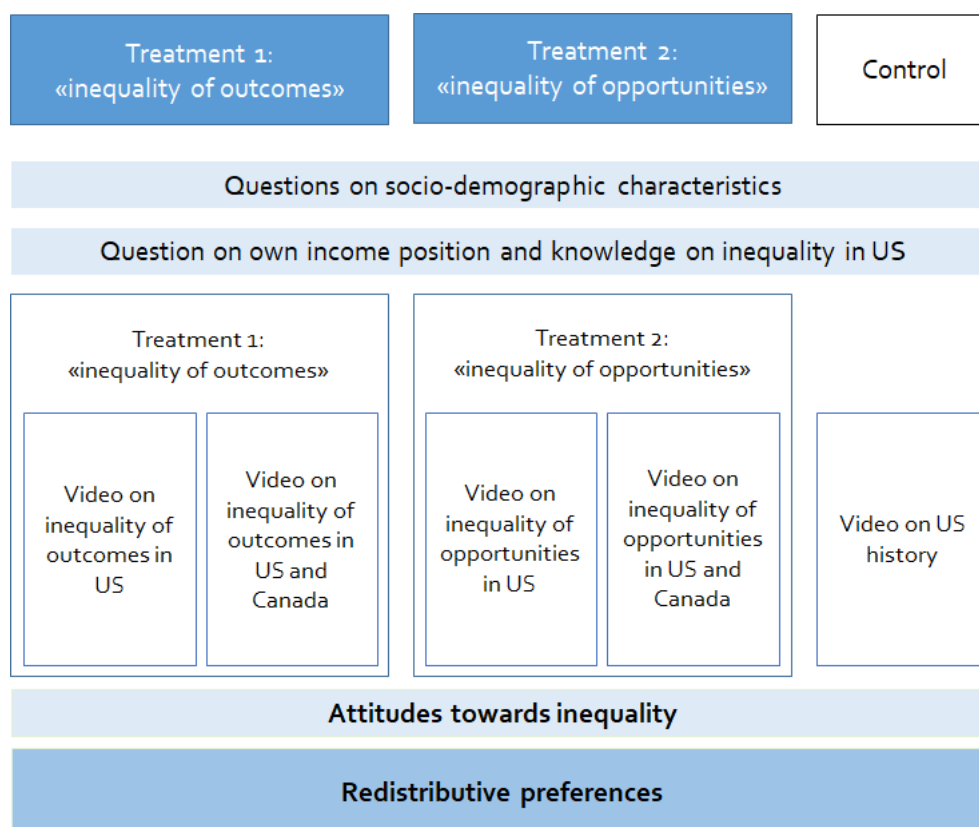 Treatment 1:
«inequality of outcomes»
Treatment 2:
«inequality of opportunities»
Control
Questions on socio-demographic characteristics
Question on own income position and knowledge on inequality in US
Treatment 1:
«inequality of outcomes»
Video on
inequality of
outcomes in
US
Video on
inequality of
outcomes in
US and
Canada
Treatment 2:
«inequality of opportunities»
Video on
inequality of
opportunities
in US
Video on
inequality of
opportunities
in US and
Canada
Video on US
history
Attitudes towards inequality
Redistributive preferences